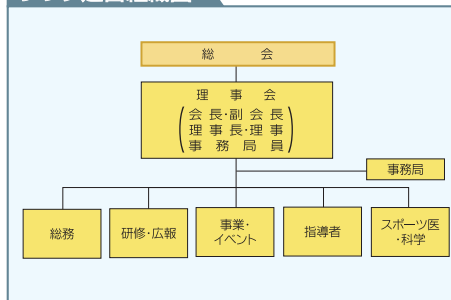 総　　会
理　事　会
(会長・副会長
理事長・理事
事務局員)
事務局
総務
研修・広報
事業・
イベント
指導者
スポーツ医
・科学